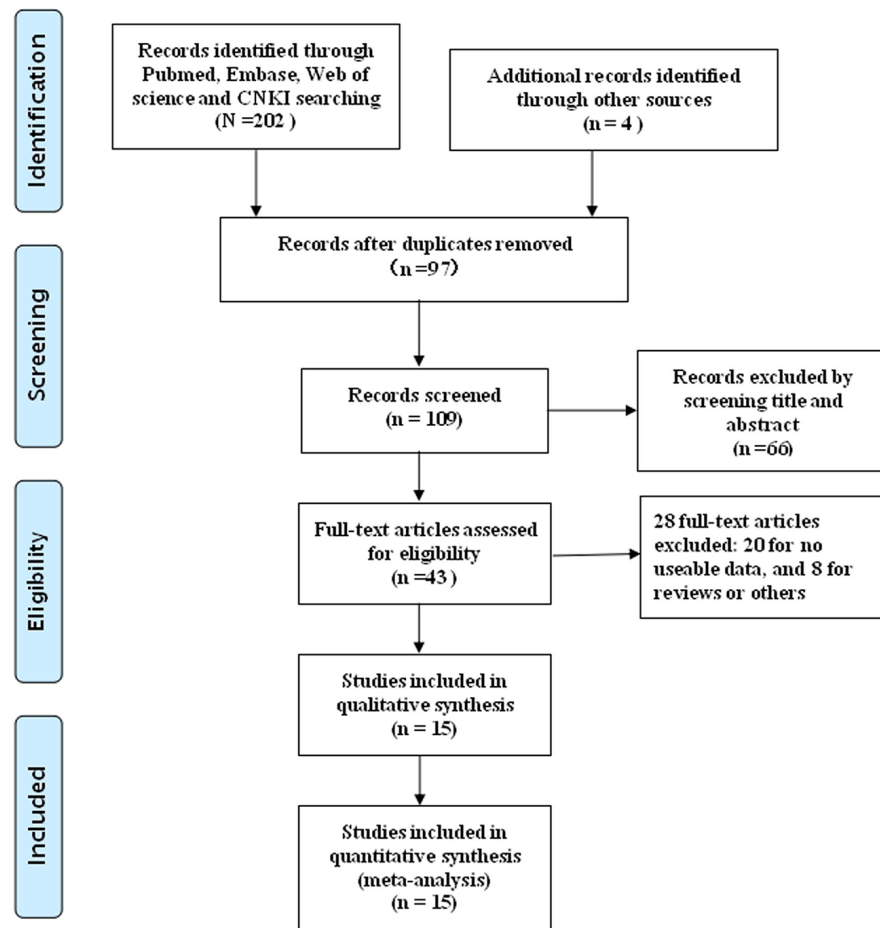 Identification
Records identified through
Pubmed, Embase, Web of
science and CNKI searching
(N =202 )
Additional records identified
through other sources
(n = 4 )
Records after duplicates removed
（n =97）
Screening
Records screened
(n = 109)
Records excluded by
screening title and
abstract
(n =66)
Eligibility
Full-text articles assessed
for eligibility
(n =43 )
28 full-text articles
excluded: 20 for no
useable data, and 8 for
reviews or others
Studies included in
qualitative synthesis
(n = 15)
Included
Studies included in
quantitative synthesis
(meta-analysis)
(n = 15)